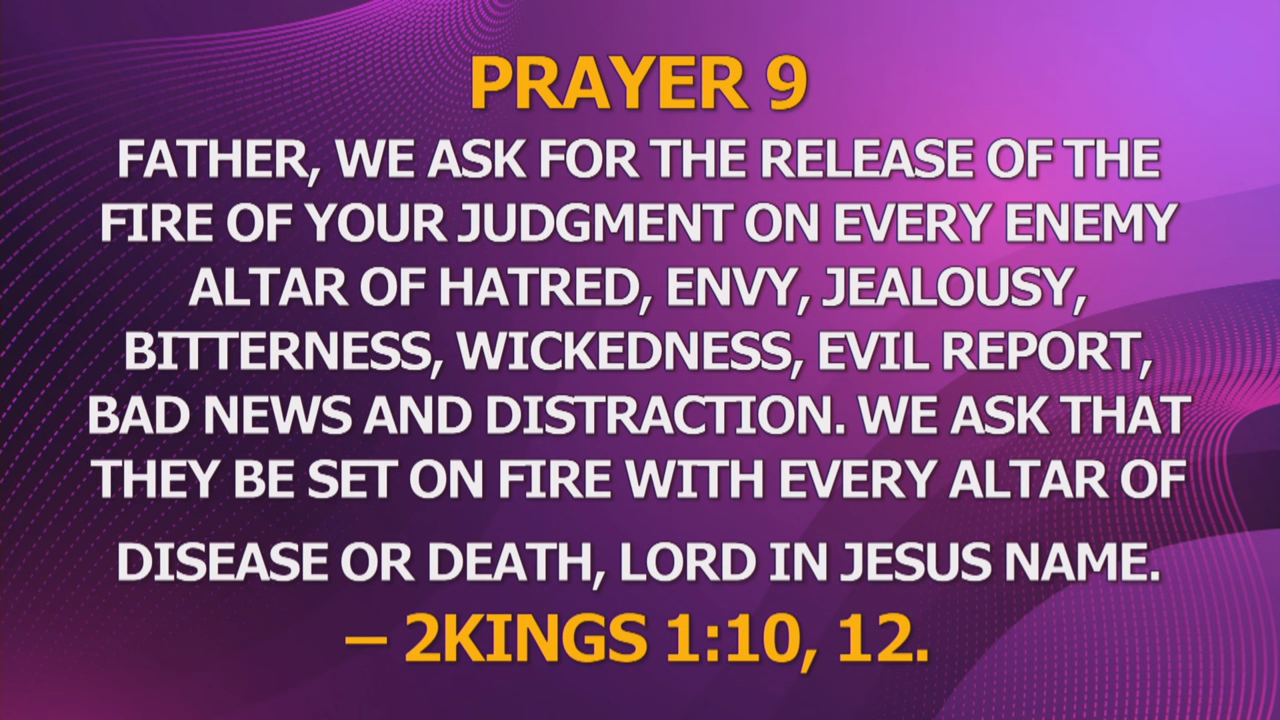 PRAYER 9
FATHER, WE ASK FOR THE RELEASE OF THE
FIRE OF YOUR JUDGMENT ON EVERY ENEMY
ALTAR OF HATRED, ENVY, JEALOUSY,
BITTERNESS, WICKEDNESS, EVIL REPORT,
BAD NEWS AND DISTRACTION. WE ASK THAT
THEY BE SET ON FIRE WITH EVERY ALTAR OF
DISEASE OR DEATH, LORD IN JESUS NAME.
– 2KINGS 1:10, 12.